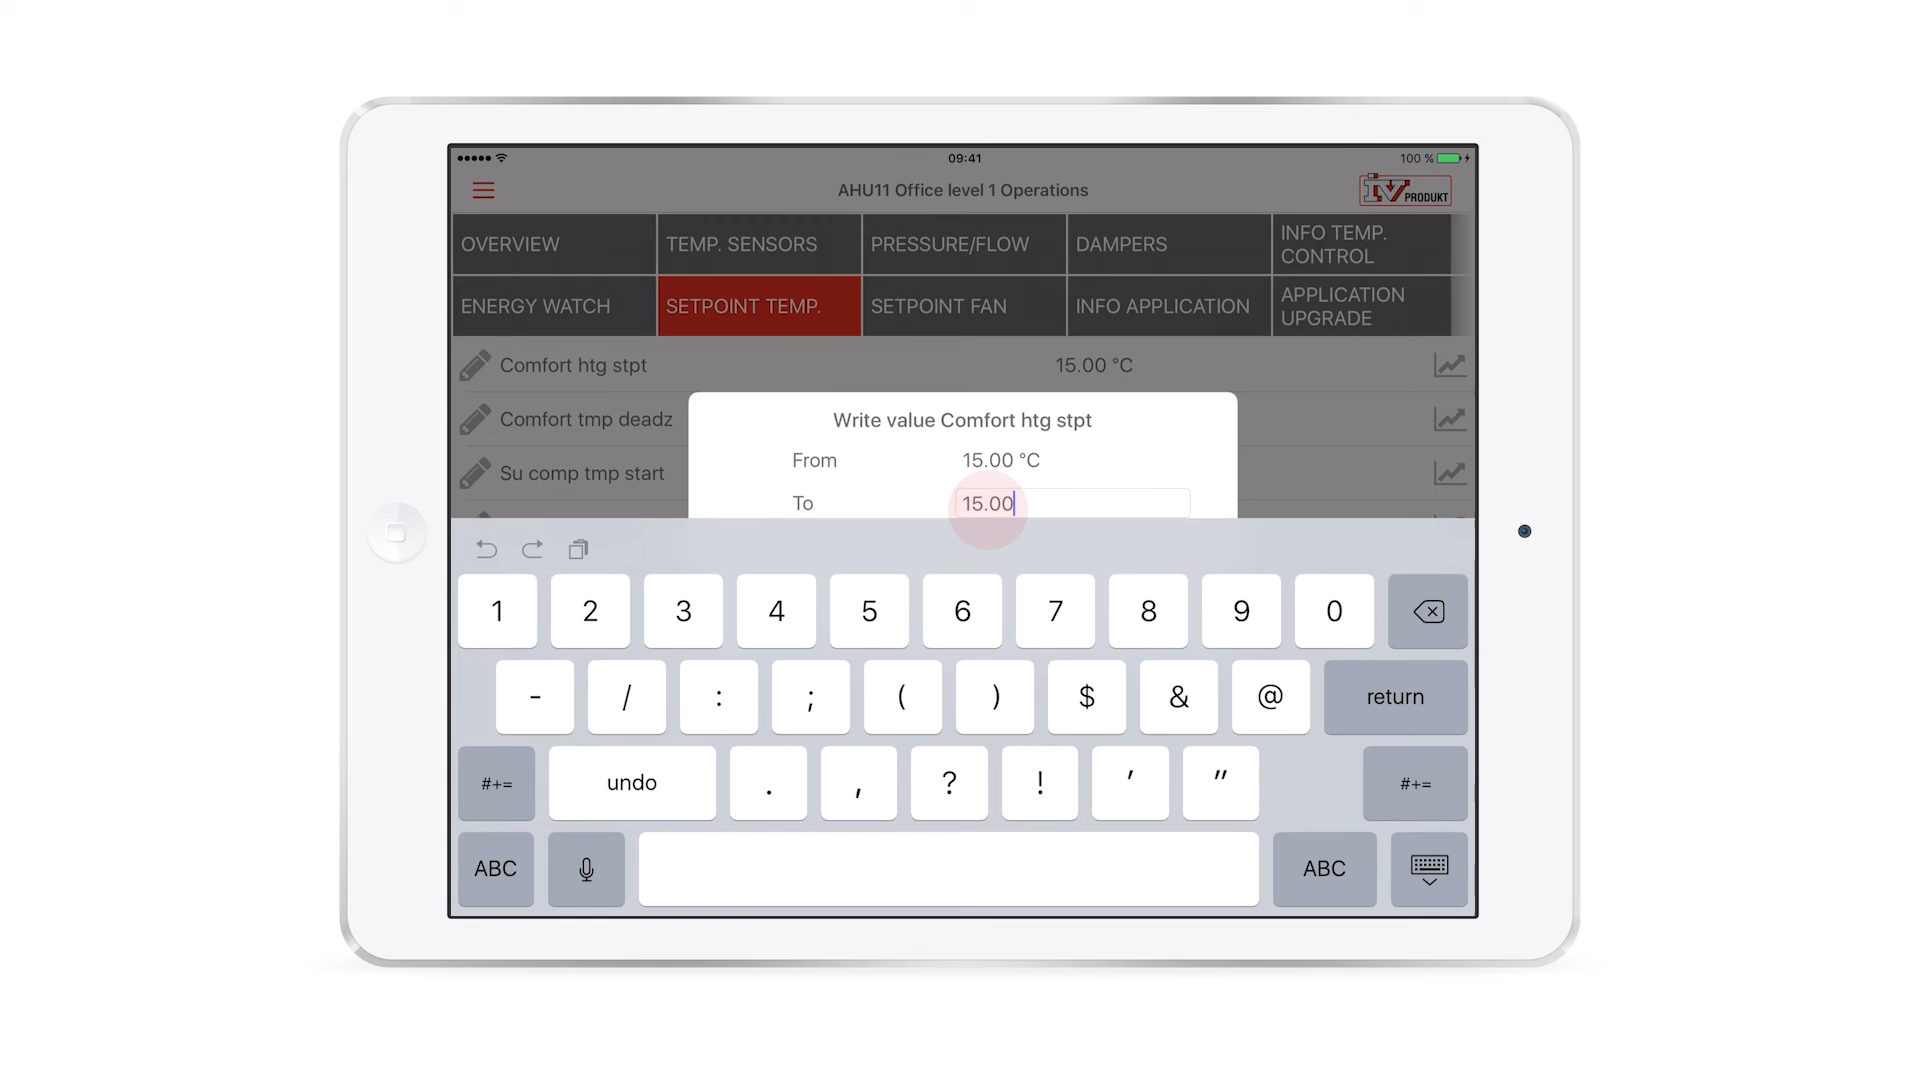 09:41
100 %
AHU11 Office level 1 Operations
IV PRODUKT
OVERVIEW
TEMP. SENSORS
PRESSURE/FLOW
DAMPERS
INFO TEMP.
CONTROL
ENERGY WATCH
SETPOINT TEMP.
SETPOINT FAN
INFO APPLICATION
APPLICATION
UPGRADE
Comfort htg stpt 15.00 °C
Comfort tmp deadz
Su comp tmp start
Write value Comfort htg stpt
From 15.00 °C
To 15.00
1 2 3 4 5 6 7 8 9 0
- / : ; ( ) $ & @ return
#+= undo . , ? ! ' " #+=
ABC ABC